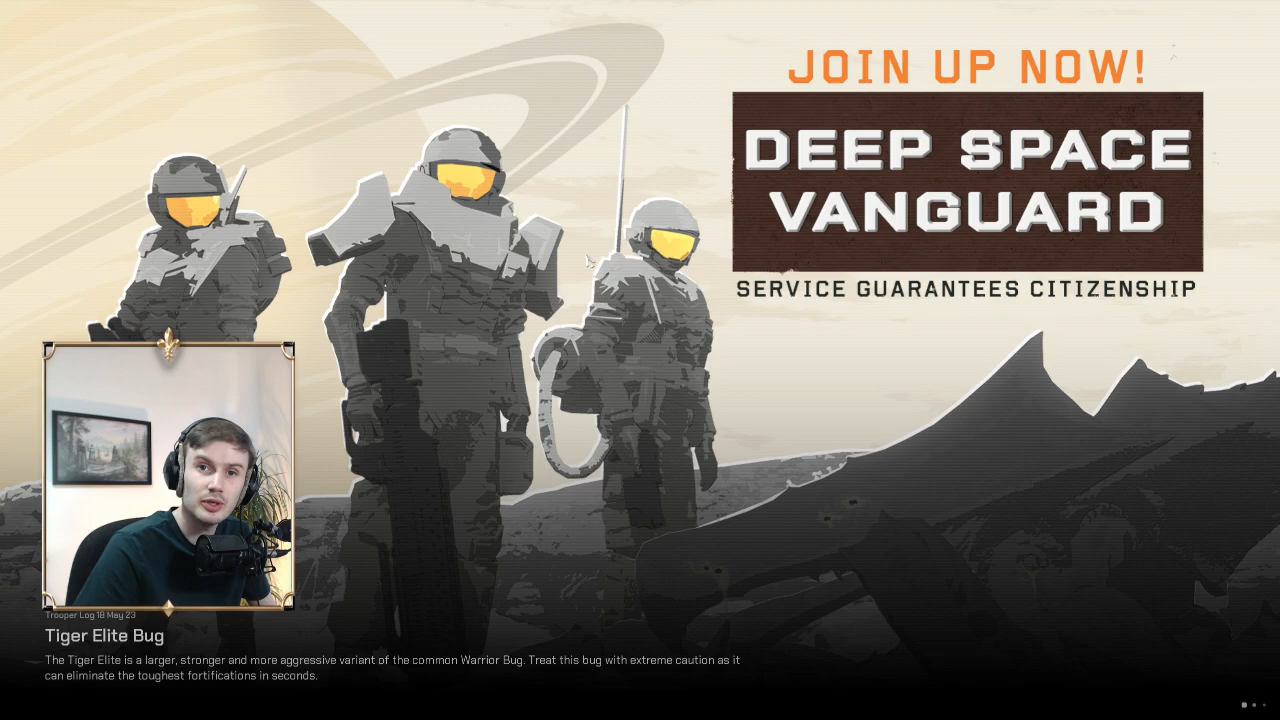 JOIN UP NOW!
DEEP SPACE
VANGUARD
SERVICE GUARANTEES CITIZENSHIP
Trooper Log 18 May 23
Tiger Elite Bug
The Tiger Elite is a larger, stronger and more aggressive variant of the common Warrior Bug. Treat this bug with extreme caution as it
can eliminate the toughest fortifications in seconds.